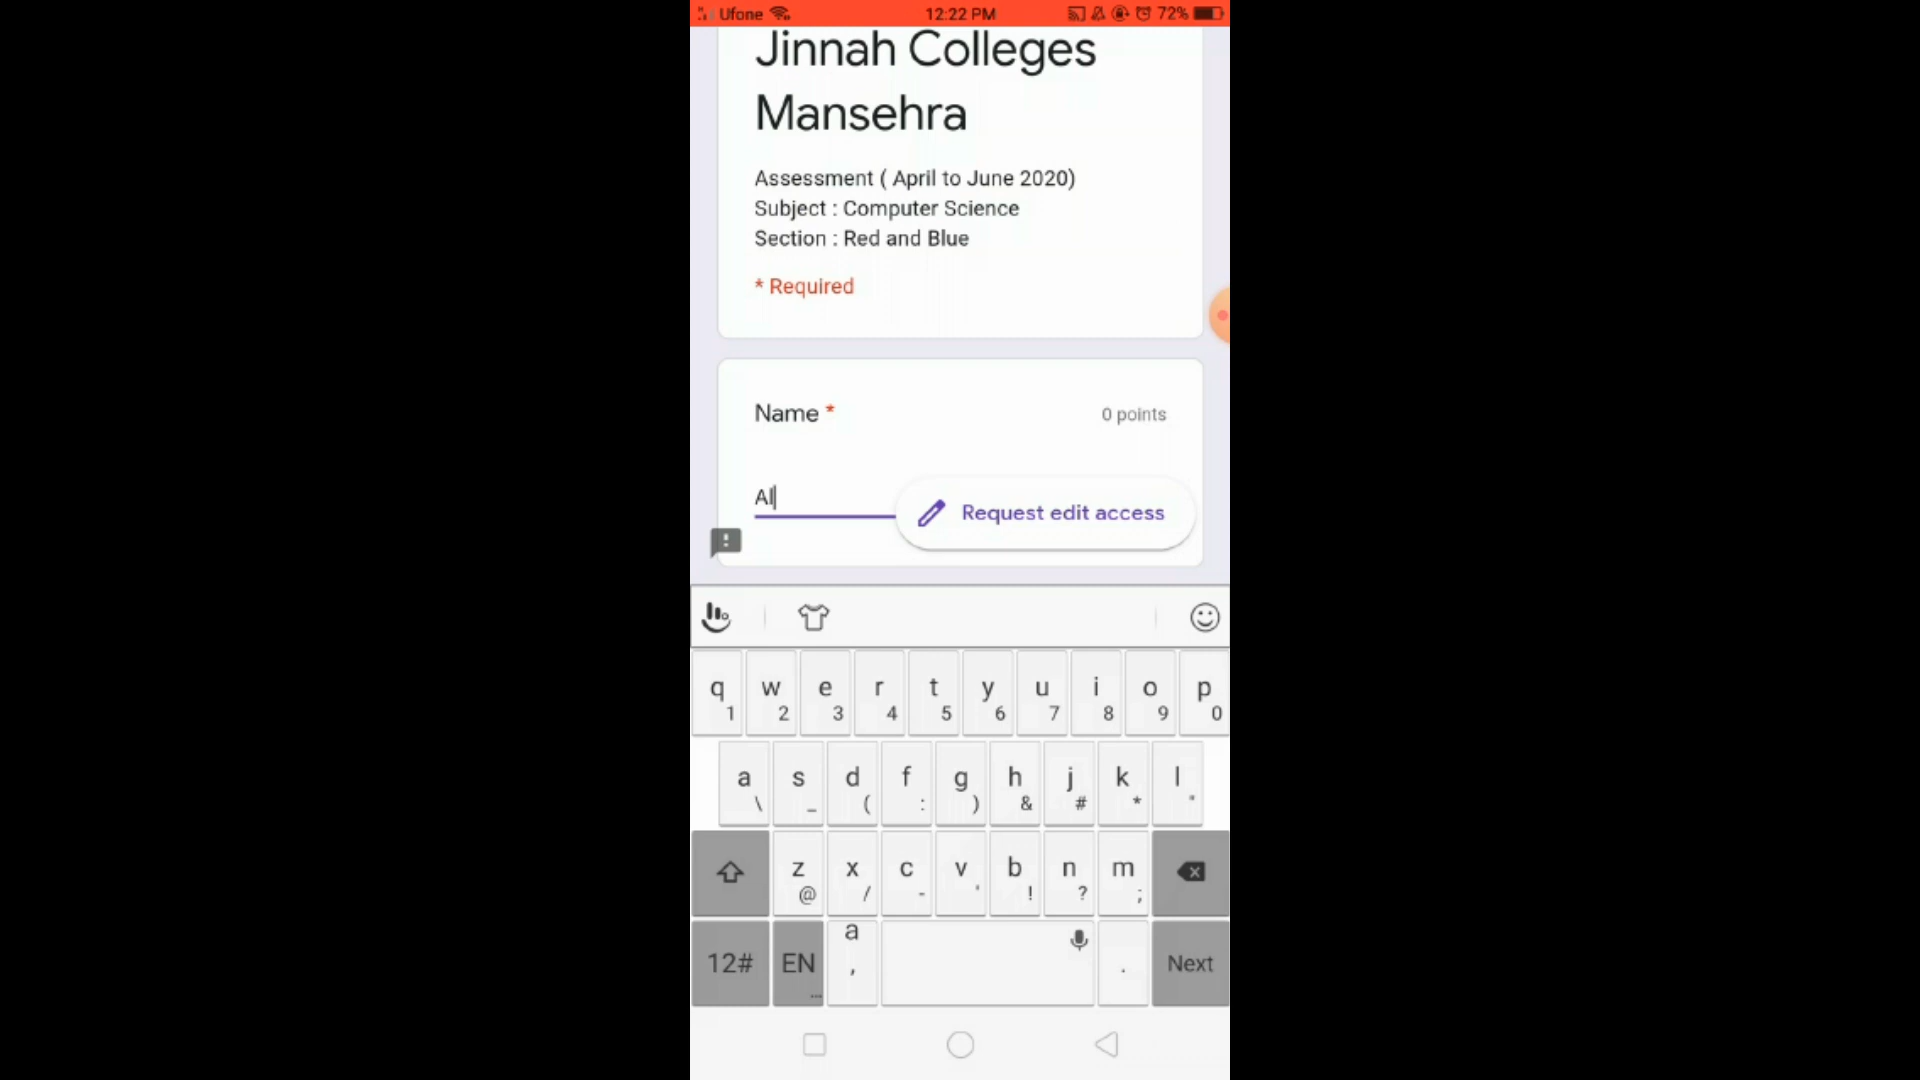 Ufone 12:22 PM 72%
Jinnah Colleges
Mansehra
Assessment ( April to June 2020)
Subject : Computer Science
Section : Red and Blue
* Required
Name * 0 points
Al
Request edit access
q w e r t y u i o p
1 2 3 4 5 6 7 8 9 0
a s d f g h j k l
\ _ ( : ) & # * "
z x c v b n m
@ / - ' ! ? ;
12# EN ... a , . Next